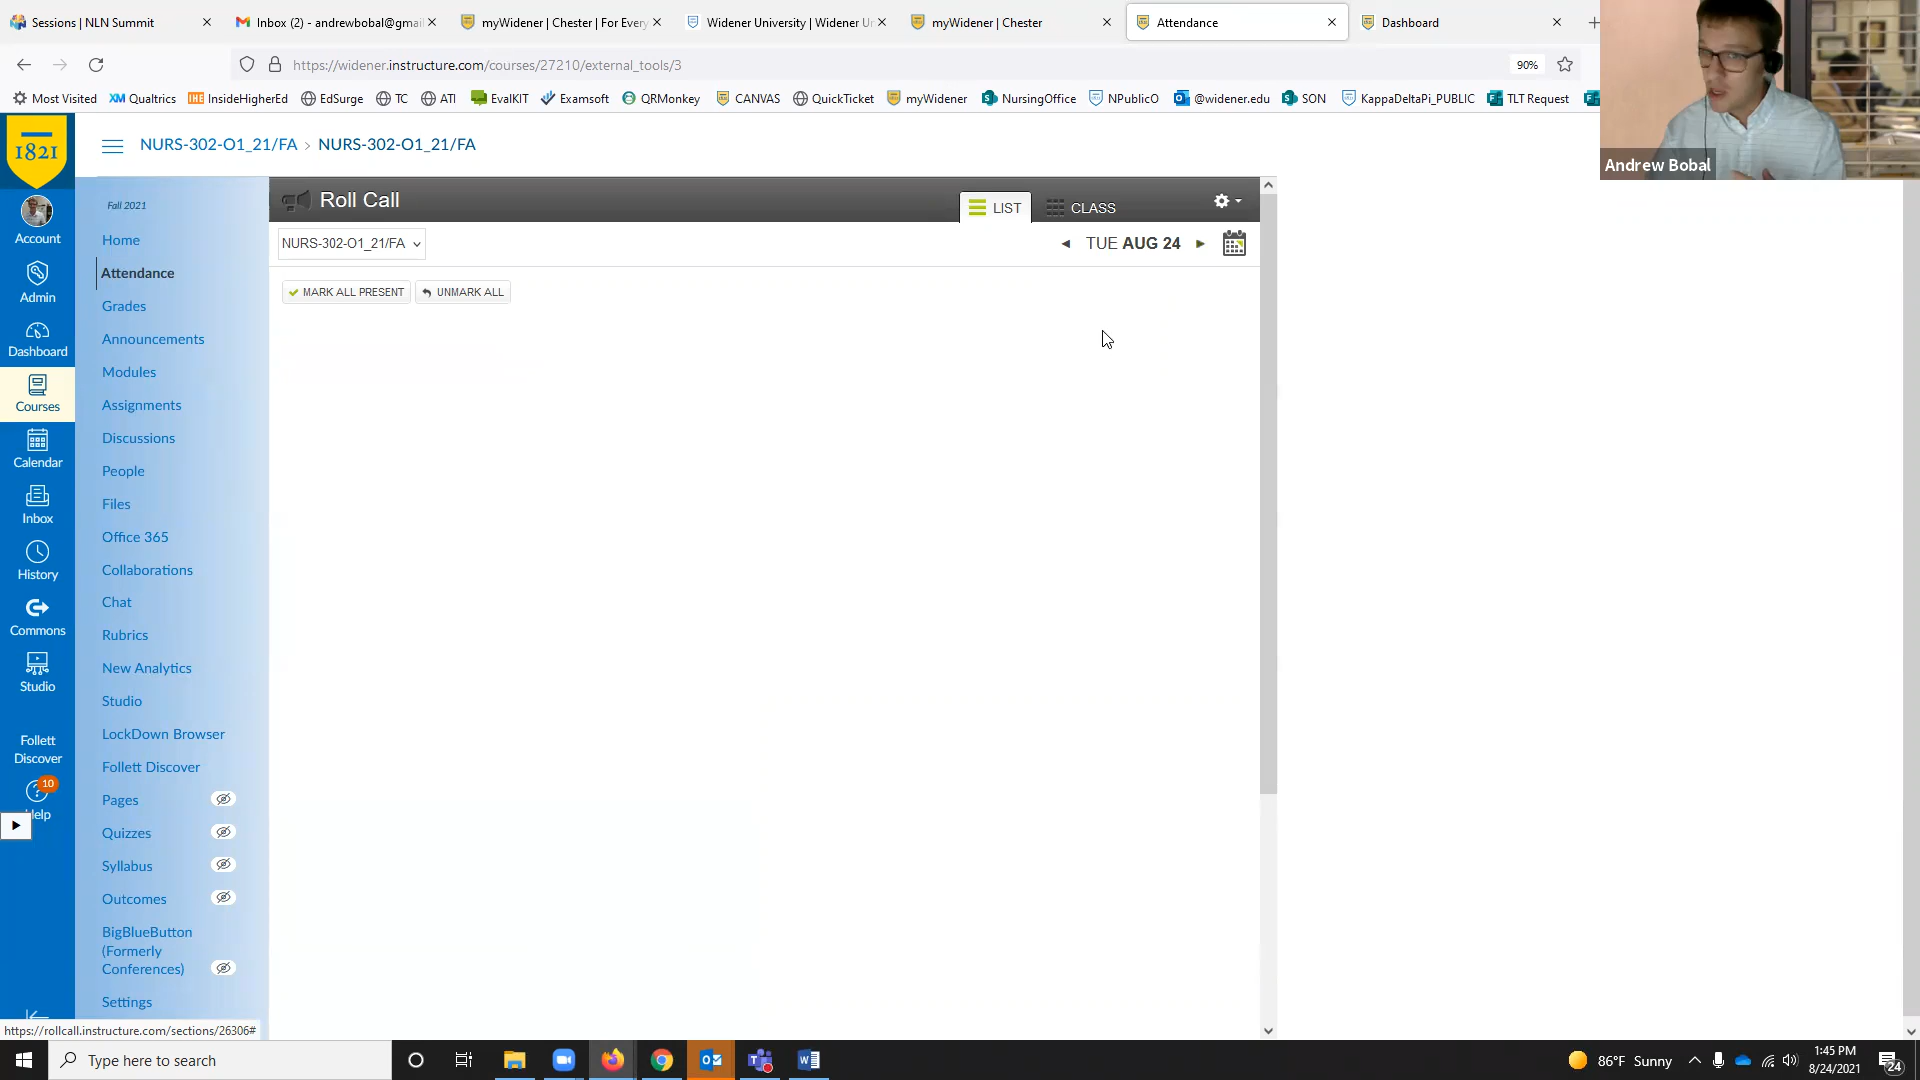 Sessions | NLN Summit
Inbox (2) - andrewbobal@gmai
myWidener | Chester | For Every
Widener University | Widener Un
myWidener | Chester
Attendance
Dashboard
https://widener.instructure.com/courses/27210/external_tools/3
90%
Most Visited
Qualtrics
InsideHigherEd
EdSurge
TC
ATI
EvalKIT
Examsoft
QRMonkey
CANVAS
QuickTicket
myWidener
NursingOffice
NPublicO
@widener.edu
SON
KappaDeltaPi_PUBLIC
TLT Request
Andrew Bobal
1821
NURS-302-O1_21/FA › NURS-302-O1_21/FA
Account
Admin
Dashboard
Courses
Calendar
Inbox
History
Commons
Studio
Follett
Discover
10
Help
Fall 2021
Home
Attendance
Grades
Announcements
Modules
Assignments
Discussions
People
Files
Office 365
Collaborations
Chat
Rubrics
New Analytics
Studio
LockDown Browser
Follett Discover
Pages
Quizzes
Syllabus
Outcomes
BigBlueButton
(Formerly
Conferences)
Settings
Roll Call
LIST
CLASS
NURS-302-O1_21/FA
TUE AUG 24
MARK ALL PRESENT
UNMARK ALL
https://rollcall.instructure.com/sections/26306#
Type here to search
86°F Sunny
1:45 PM
8/24/2021
24